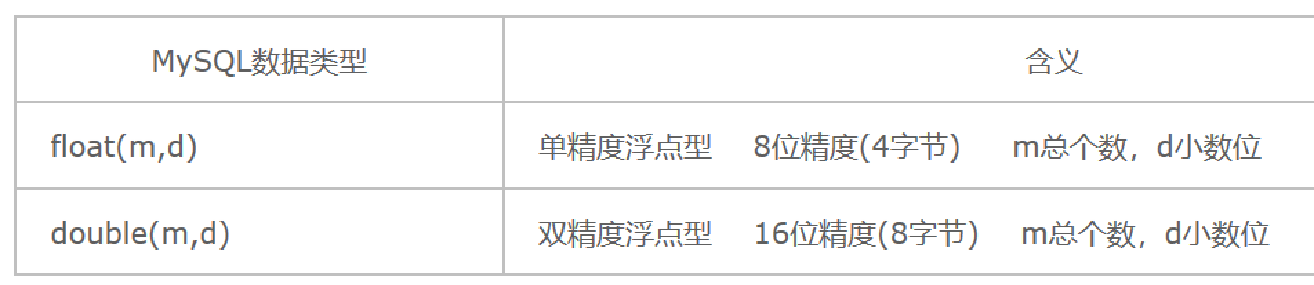 MySQL数据类型 含义
float(m,d) 单精度浮点型 8位精度(4字节) m总个数，d小数位
double(m,d) 双精度浮点型 16位精度(8字节) m总个数，d小数位